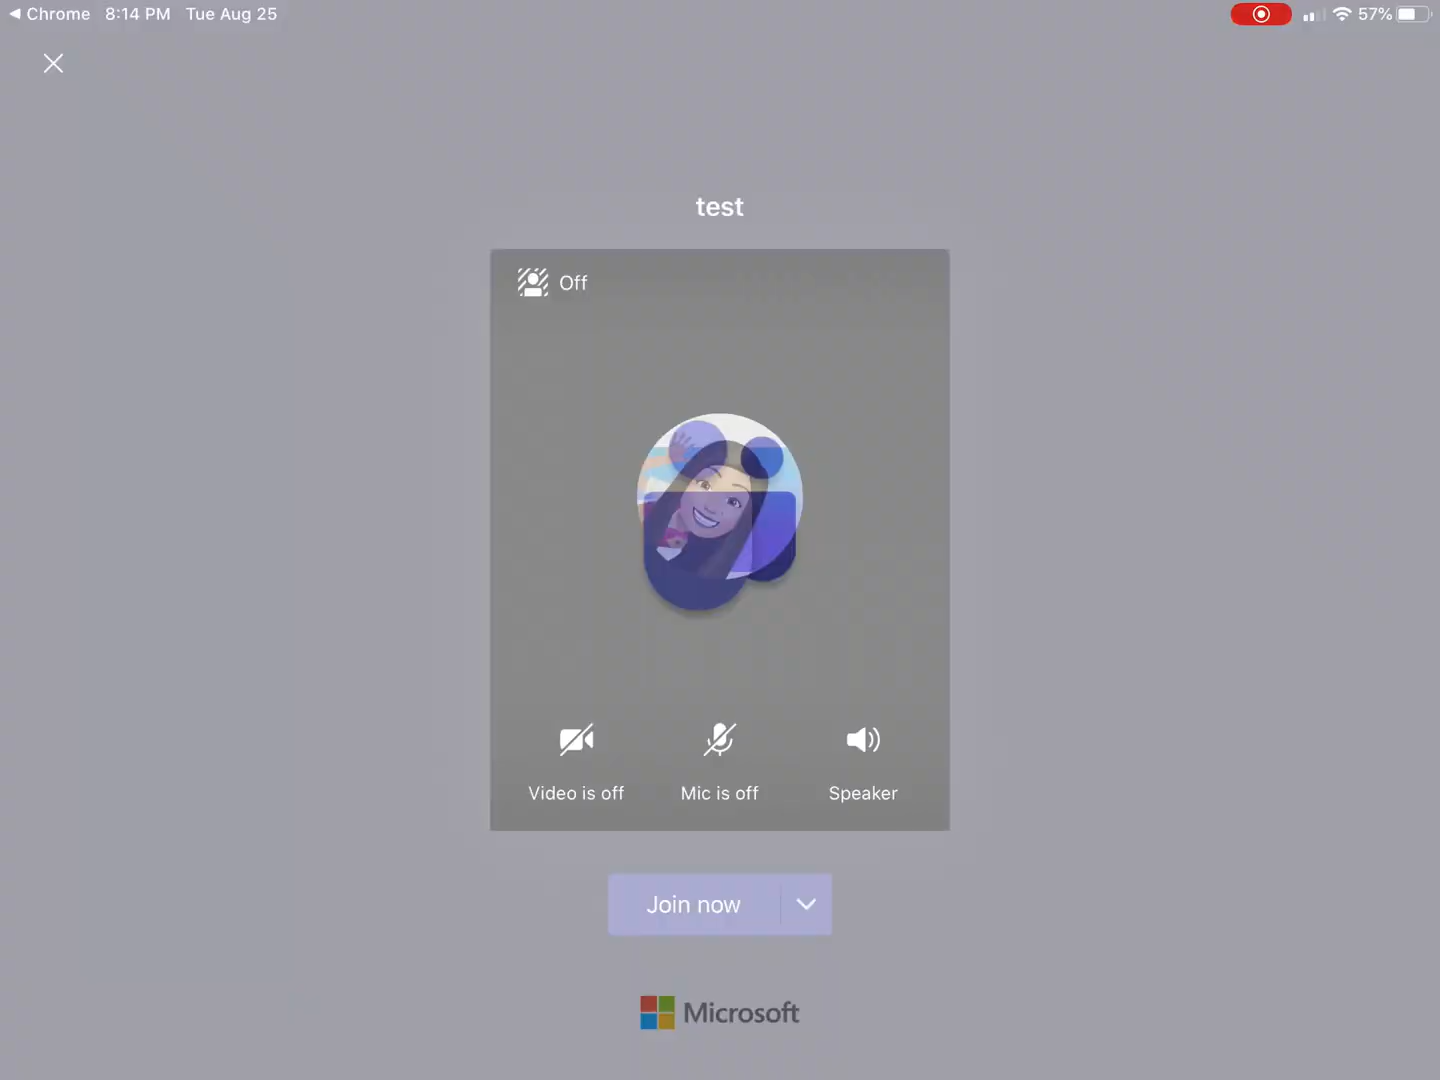 Chrome 8:14 PM Tue Aug 25
57%
test
Off
Video is off Mic is off Speaker
Join now
Microsoft